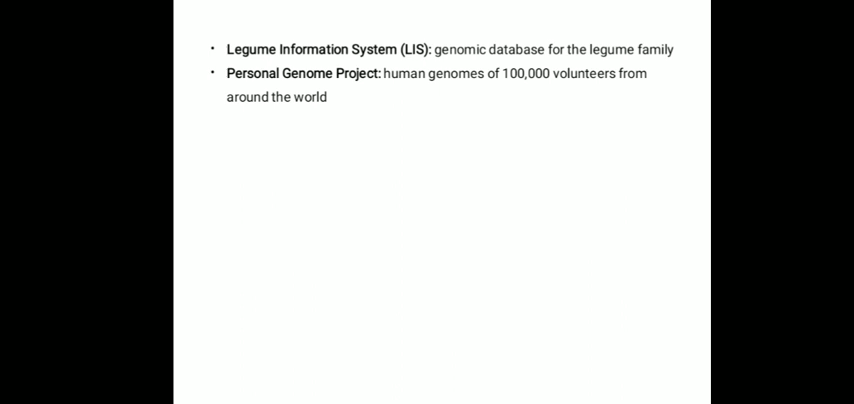 • Legume Information System (LIS): genomic database for the legume family
• Personal Genome Project: human genomes of 100,000 volunteers from
around the world